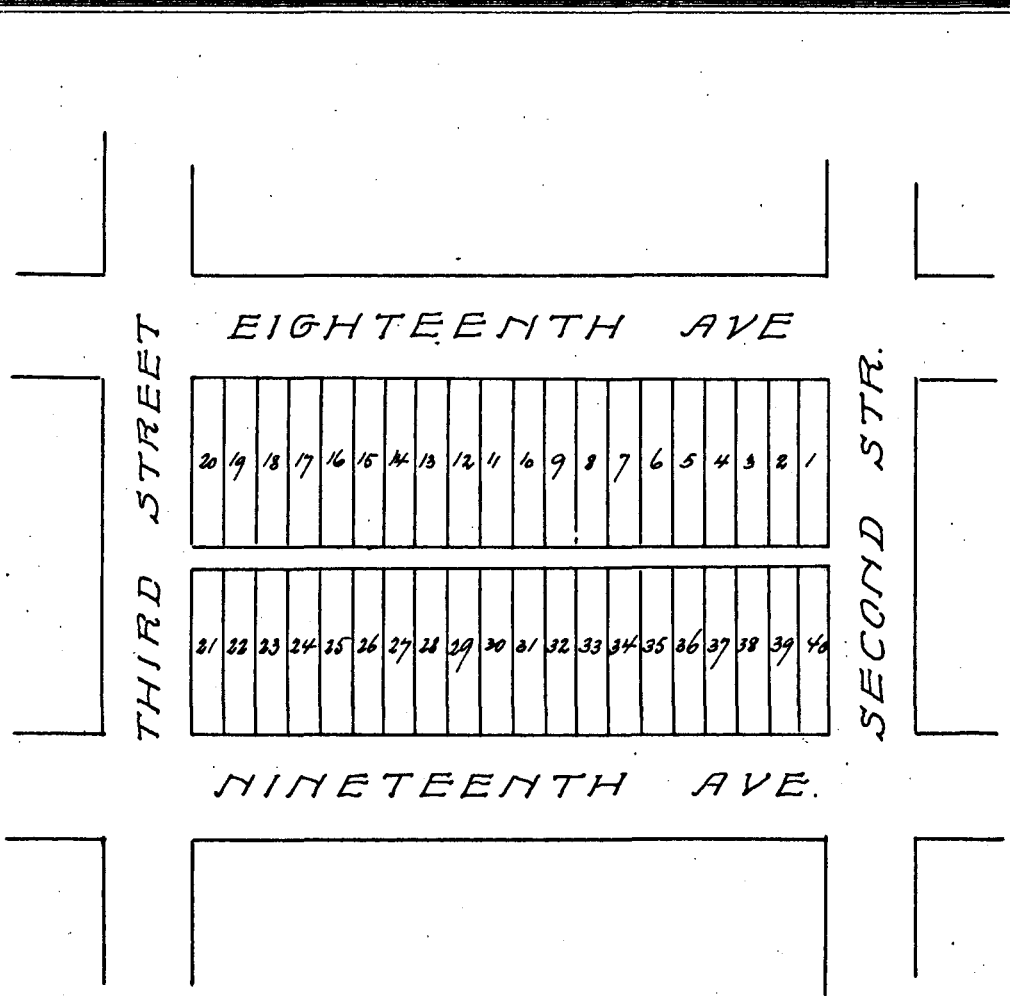 EIGHTEENTH AVE
THIRD STREET
SECOND STR.
20 19 18 17 16 15 14 13 12 11 10 9 8 7 6 5 4 3 2 1
21 22 23 24 25 26 27 28 29 30 31 32 33 34 35 36 37 38 39 40
NINETEENTH AVE.